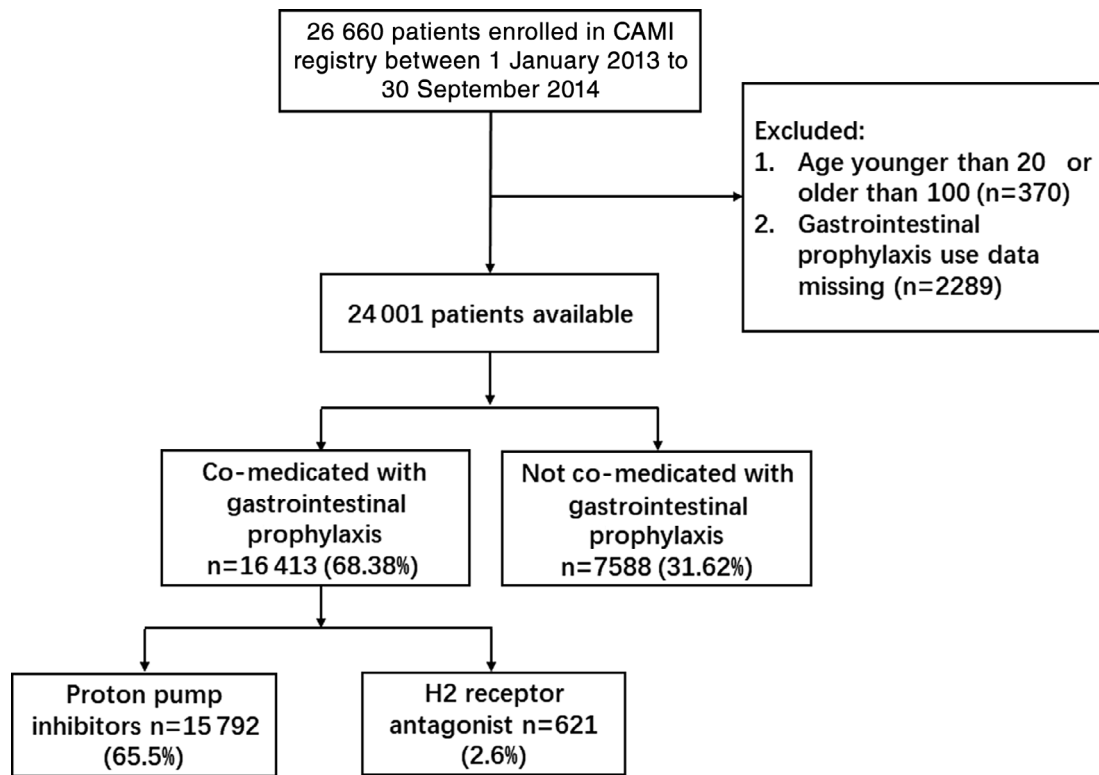 26 660 patients enrolled in CAMI
registry between 1 January 2013 to
30 September 2014
Excluded:
1. Age younger than 20 or
older than 100 (n=370)
2. Gastrointestinal
prophylaxis use data
missing (n=2289)
24 001 patients available
Co-medicated with
gastrointestinal
prophylaxis
n=16 413 (68.38%)
Not co-medicated with
gastrointestinal
prophylaxis
n=7588 (31.62%)
Proton pump
inhibitors n=15 792
(65.5%)
H2 receptor
antagonist n=621
(2.6%)